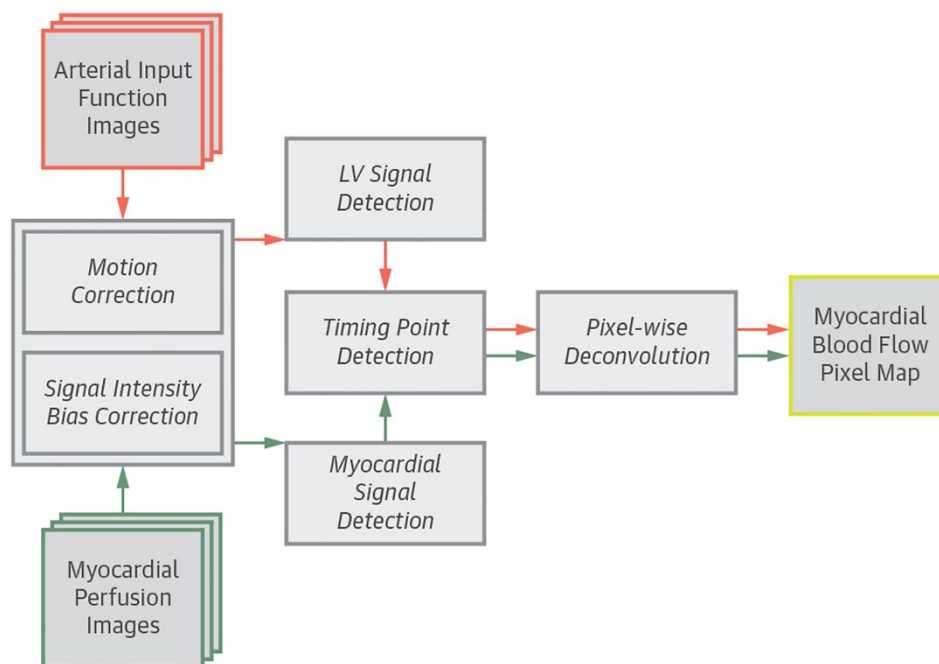 Arterial Input
Function
Images
LV Signal
Detection
Motion
Correction
Timing Point
Detection
Pixel-wise
Deconvolution
Myocardial
Blood Flow
Pixel Map
Signal Intensity
Bias Correction
Myocardial
Signal
Detection
Myocardial
Perfusion
Images